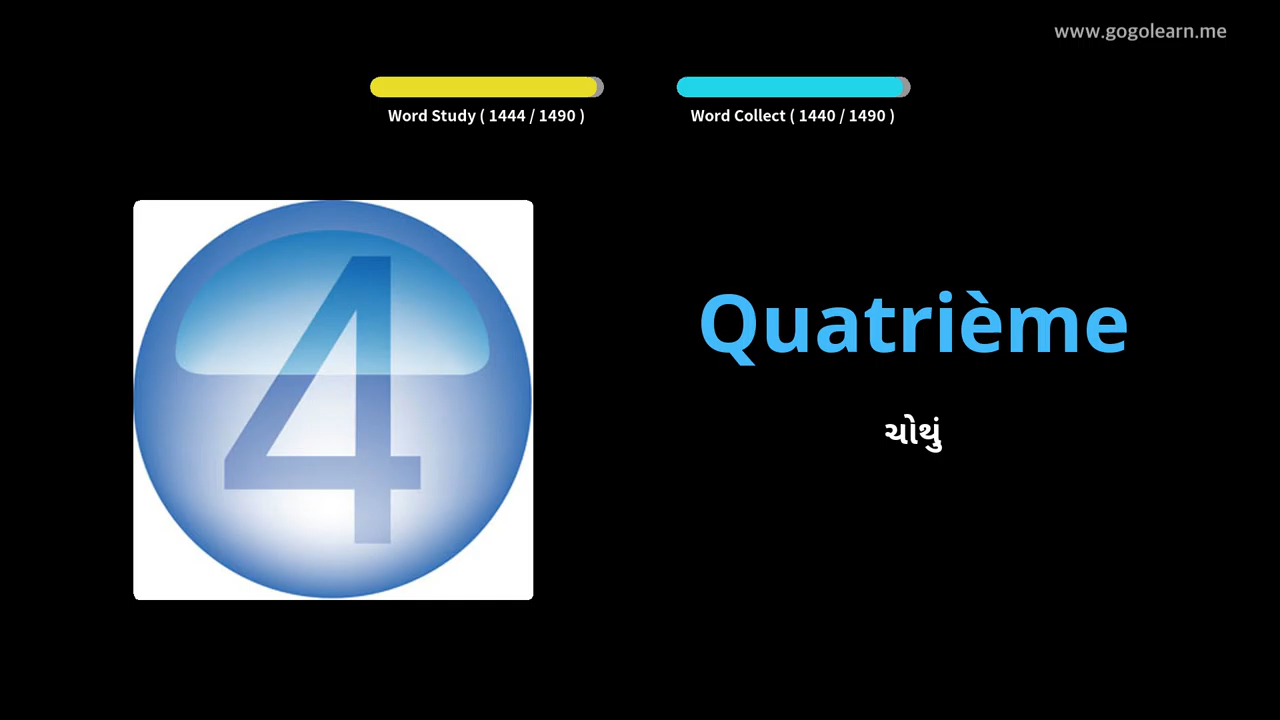 www.gogolearn.me
Word Study ( 1444 / 1490 )
Word Collect ( 1440 / 1490 )
4
Quatrième
ચોથું